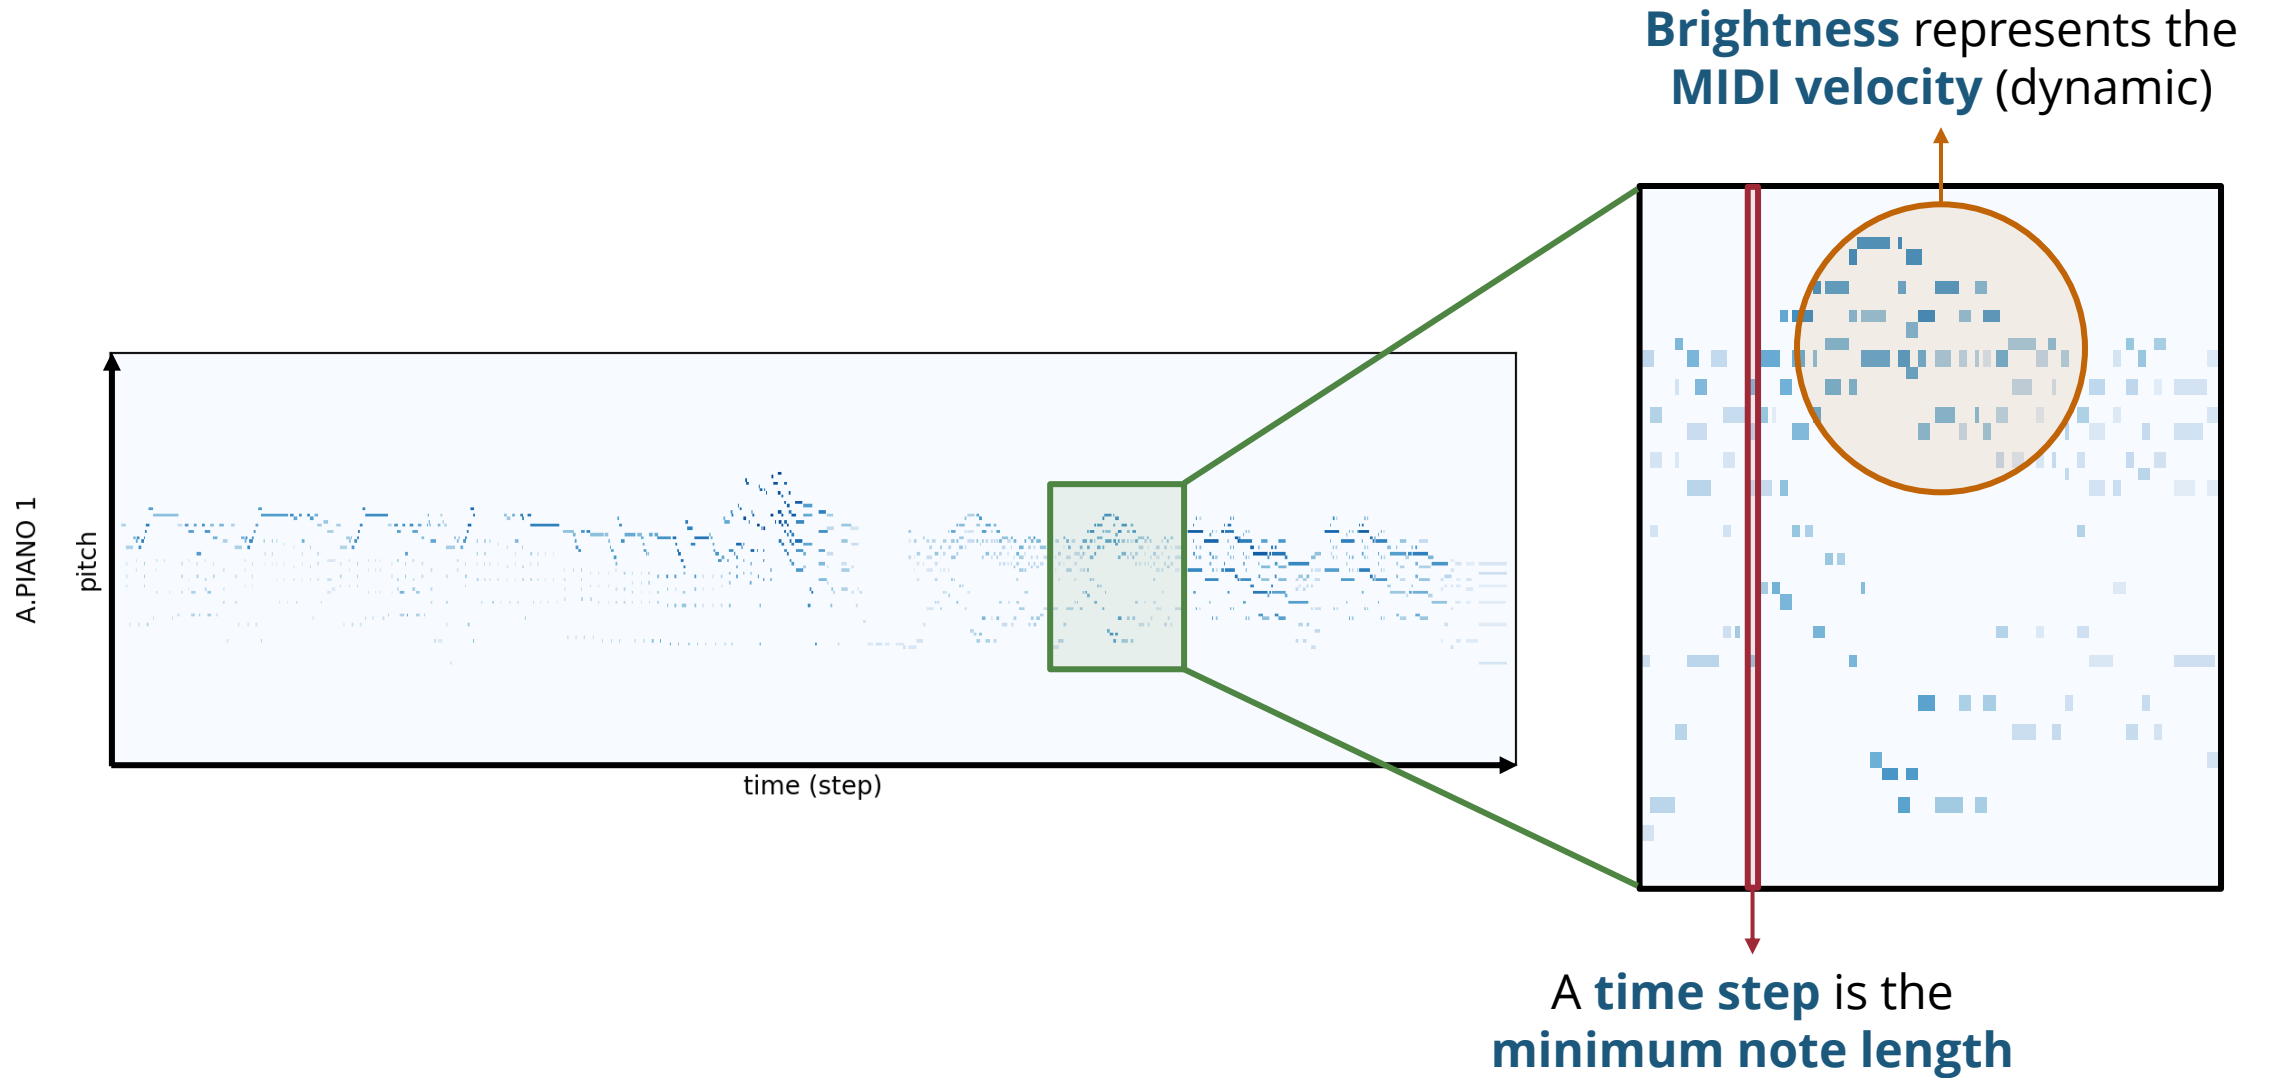 Brightness represents the
MIDI velocity (dynamic)
A.PIANO 1
pitch
time (step)
A time step is the
minimum note length